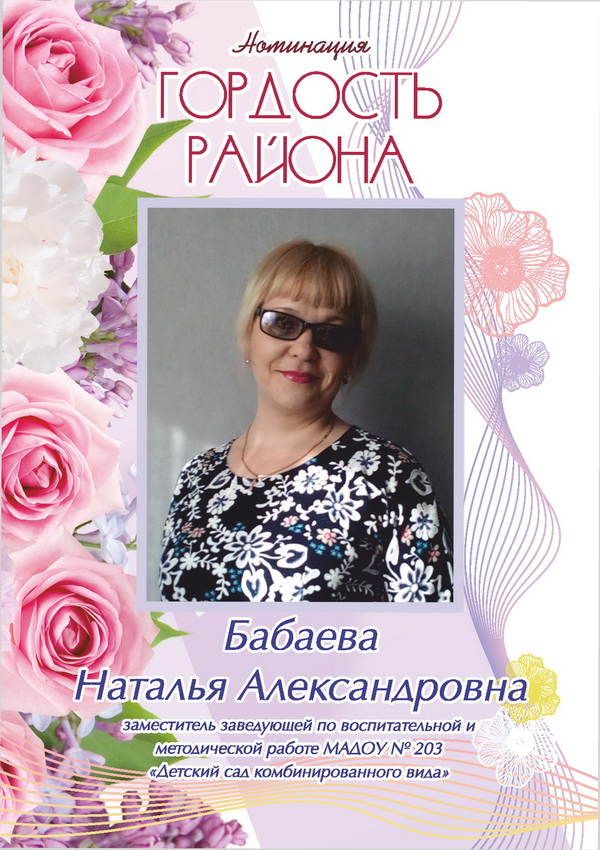 Номинация
ГОРДОСТЬ
РАЙОНА
Бабаева
Наталья Александровна
заместитель заведующей по воспитательной и
методической работе МАДОУ № 203
«Детский сад комбинированного вида»